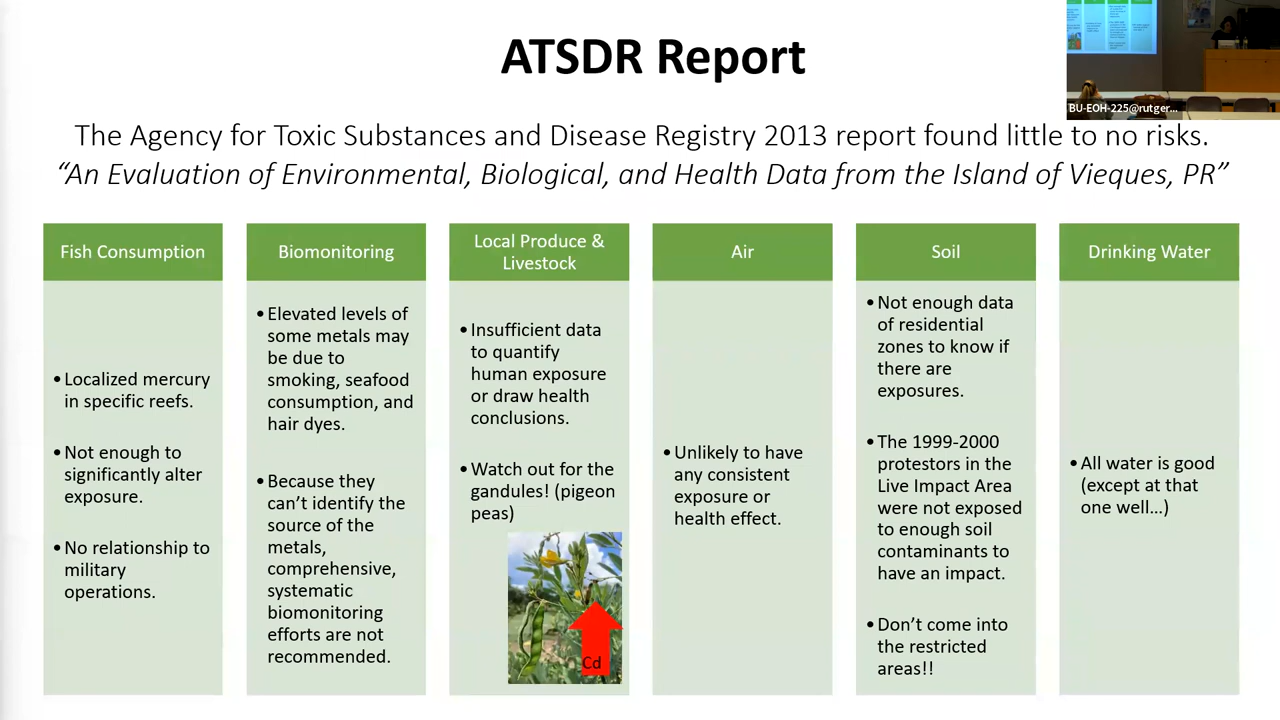 ATSDR Report
BU-EOH-225@rutger...
The Agency for Toxic Substances and Disease Registry 2013 report found little to no risks.
“An Evaluation of Environmental, Biological, and Health Data from the Island of Vieques, PR”
Fish Consumption
•Localized mercury
in specific reefs.
•Not enough to
significantly alter
exposure.
•No relationship to
military
operations.
Biomonitoring
•Elevated levels of
some metals may
be due to
smoking, seafood
consumption, and
hair dyes.
•Because they
can’t identify the
source of the
metals,
comprehensive,
systematic
biomonitoring
efforts are not
recommended.
Local Produce &
Livestock
•Insufficient data
to quantify
human exposure
or draw health
conclusions.
•Watch out for the
gandules! (pigeon
peas)
Cd
Air
•Unlikely to have
any consistent
exposure or
health effect.
Soil
•Not enough data
of residential
zones to know if
there are
exposures.
•The 1999-2000
protestors in the
Live Impact Area
were not exposed
to enough soil
contaminants to
have an impact.
•Don’t come into
the restricted
areas!!
Drinking Water
•All water is good
(except at that
one well…)